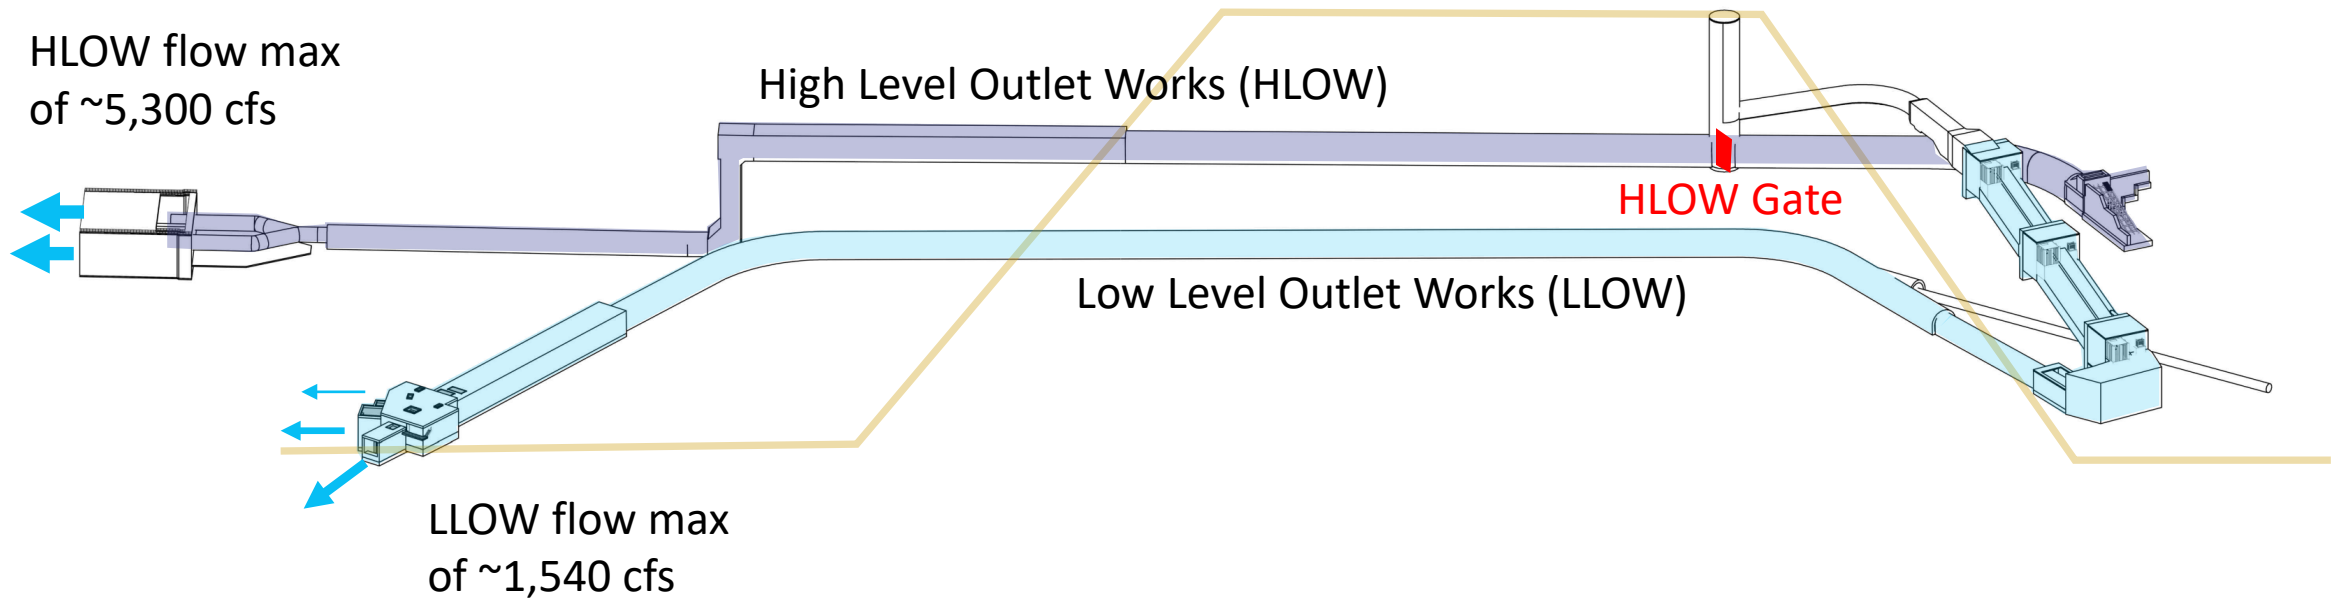 HLOW flow max
of ~5,300 cfs
High Level Outlet Works (HLOW)
HLOW Gate
Low Level Outlet Works (LLOW)
LLOW flow max
of ~1,540 cfs